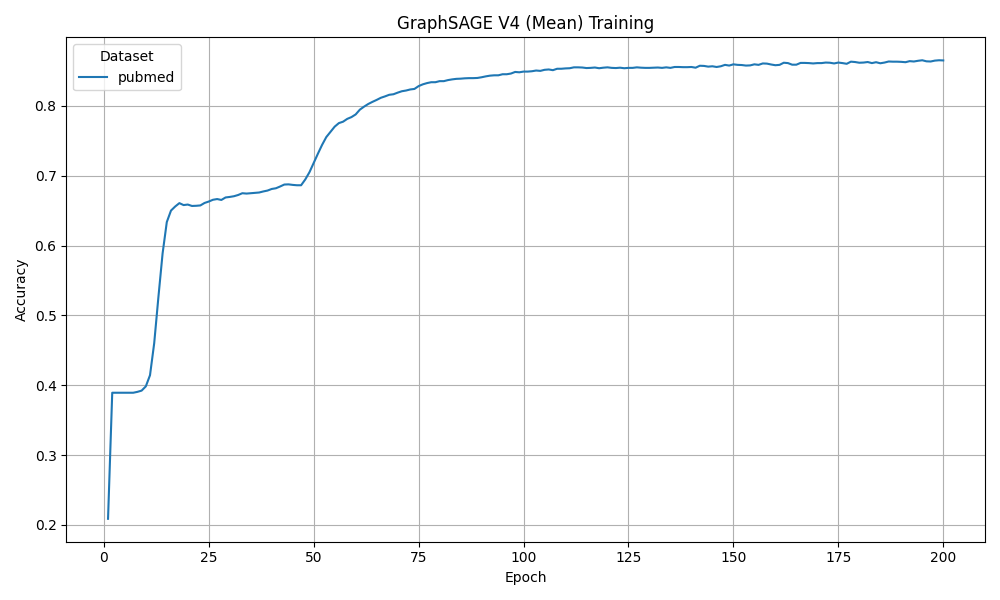 GraphSAGE V4 (Mean) Training
Dataset
pubmed
Accuracy
0.8
0.7
0.6
0.5
0.4
0.3
0.2
0 25 50 75 100 125 150 175 200
Epoch